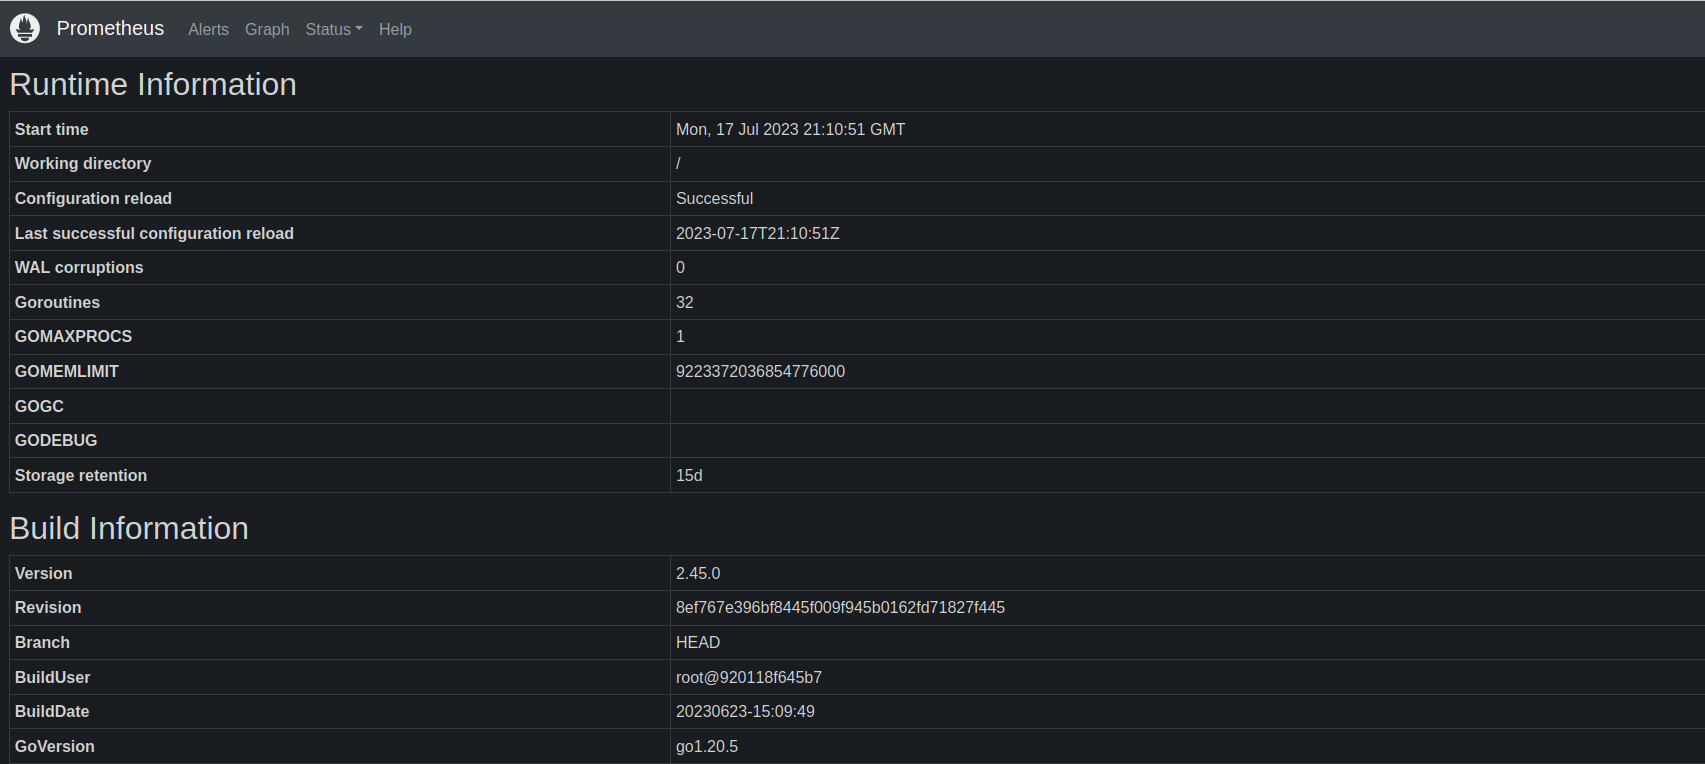 Prometheus Alerts Graph Status Help
Runtime Information
Start time Mon, 17 Jul 2023 21:10:51 GMT
Working directory /
Configuration reload Successful
Last successful configuration reload 2023-07-17T21:10:51Z
WAL corruptions 0
Goroutines 32
GOMAXPROCS 1
GOMEMLIMIT 9223372036854776000
GOGC
GODEBUG
Storage retention 15d
Build Information
Version 2.45.0
Revision 8ef767e396bf8445f009f945b0162fd71827f445
Branch HEAD
BuildUser root@920118f645b7
BuildDate 20230623-15:09:49
GoVersion go1.20.5